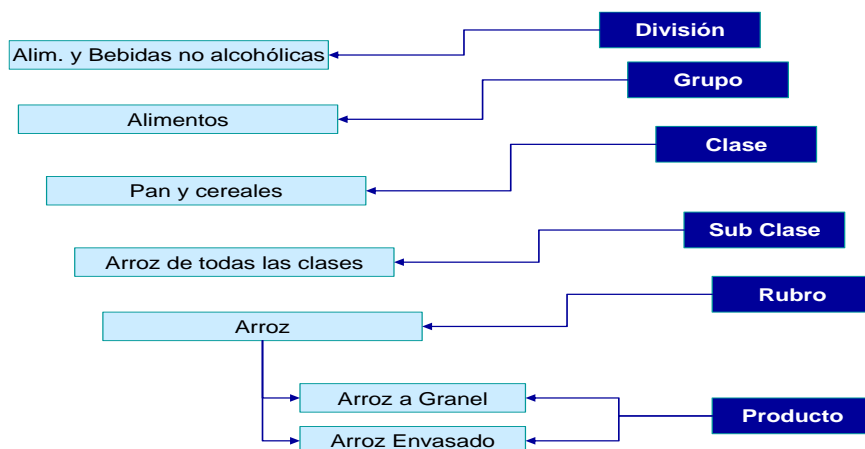 División
Alim. y Bebidas no alcohólicas
Grupo
Alimentos
Clase
Pan y cereales
Sub Clase
Arroz de todas las clases
Rubro
Arroz
Arroz a Granel
Producto
Arroz Envasado